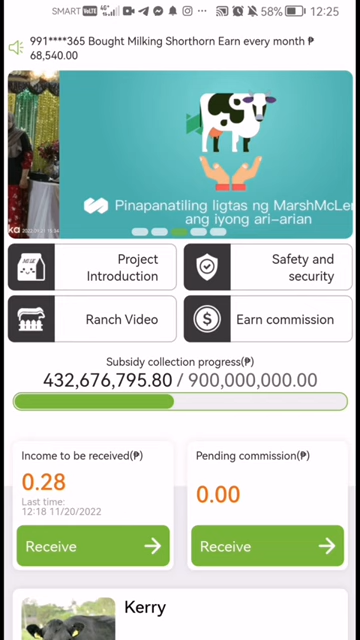 SMART VoLTE 4G 58% 12:25
991****365 Bought Milking Shorthorn Earn every month ₱
68,540.00
ka
Pinapanatiling ligtas ng MarshMcLe
ang iyong ari-arian
Project
Introduction
Safety and
security
Ranch Video
Earn commission
Subsidy collection progress(₱)
432,676,795.80 / 900,000,000.00
Income to be received(₱)
0.28
Last time:
12:18 11/20/2022
Receive
Pending commission(₱)
0.00
Receive
Kerry